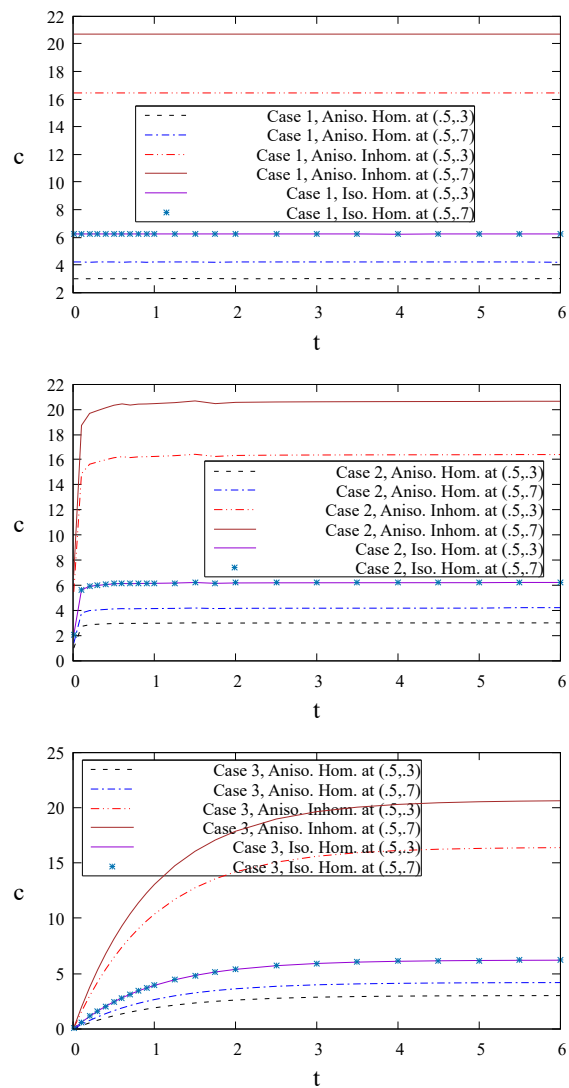 22
20
18
16
14
12
10
8
6
4
2
c
Case 1, Aniso. Hom. at (.5,.3)
Case 1, Aniso. Hom. at (.5,.7)
Case 1, Aniso. Inhom. at (.5,.3)
Case 1, Aniso. Inhom. at (.5,.7)
Case 1, Iso. Hom. at (.5,.3)
Case 1, Iso. Hom. at (.5,.7)
0 1 2 3 4 5 6
t
22
20
18
16
14
12
10
8
6
4
2
0
c
Case 2, Aniso. Hom. at (.5,.3)
Case 2, Aniso. Hom. at (.5,.7)
Case 2, Aniso. Inhom. at (.5,.3)
Case 2, Aniso. Inhom. at (.5,.7)
Case 2, Iso. Hom. at (.5,.3)
Case 2, Iso. Hom. at (.5,.7)
0 1 2 3 4 5 6
t
25
20
15
10
5
0
c
Case 3, Aniso. Hom. at (.5,.3)
Case 3, Aniso. Hom. at (.5,.7)
Case 3, Aniso. Inhom. at (.5,.3)
Case 3, Aniso. Inhom. at (.5,.7)
Case 3, Iso. Hom. at (.5,.3)
Case 3, Iso. Hom. at (.5,.7)
0 1 2 3 4 5 6
t